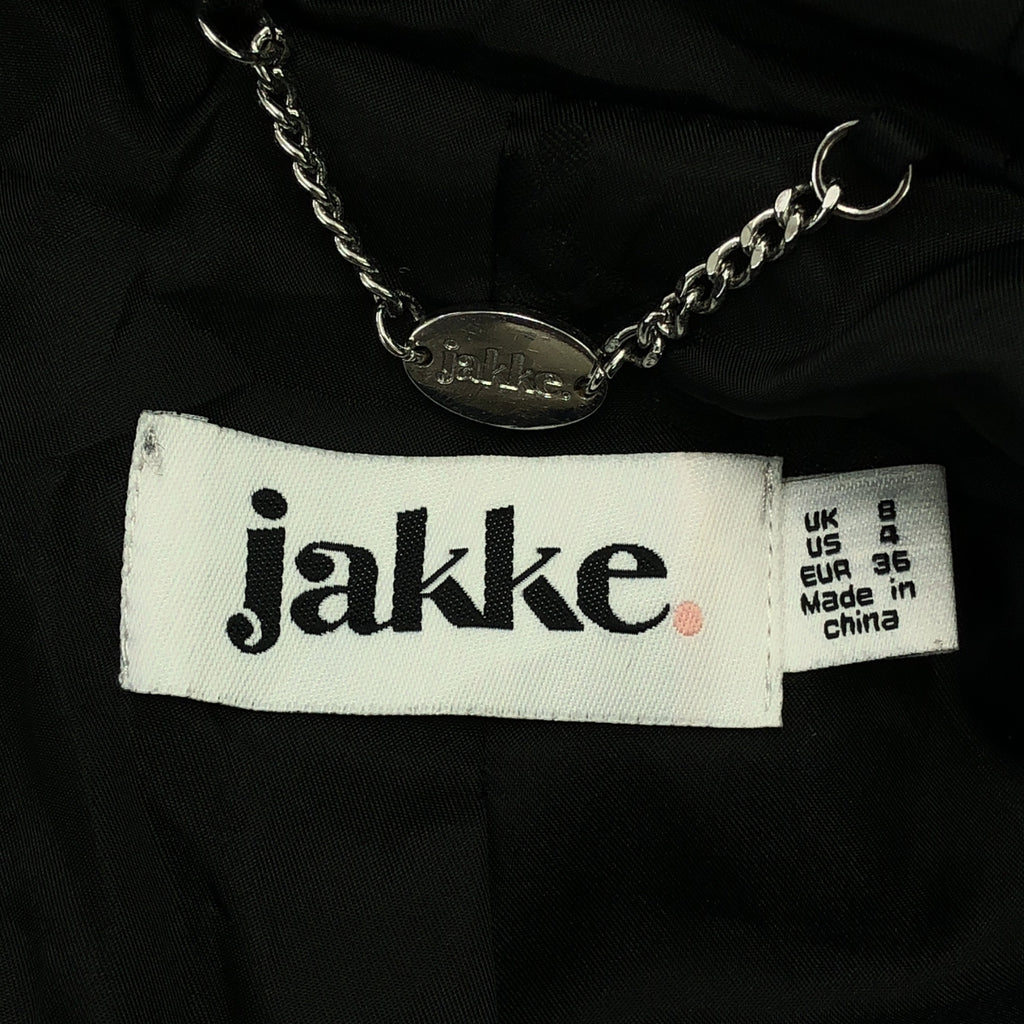 jakke.
jakke.
UK 8
US 4
EUR 36
Made in
china